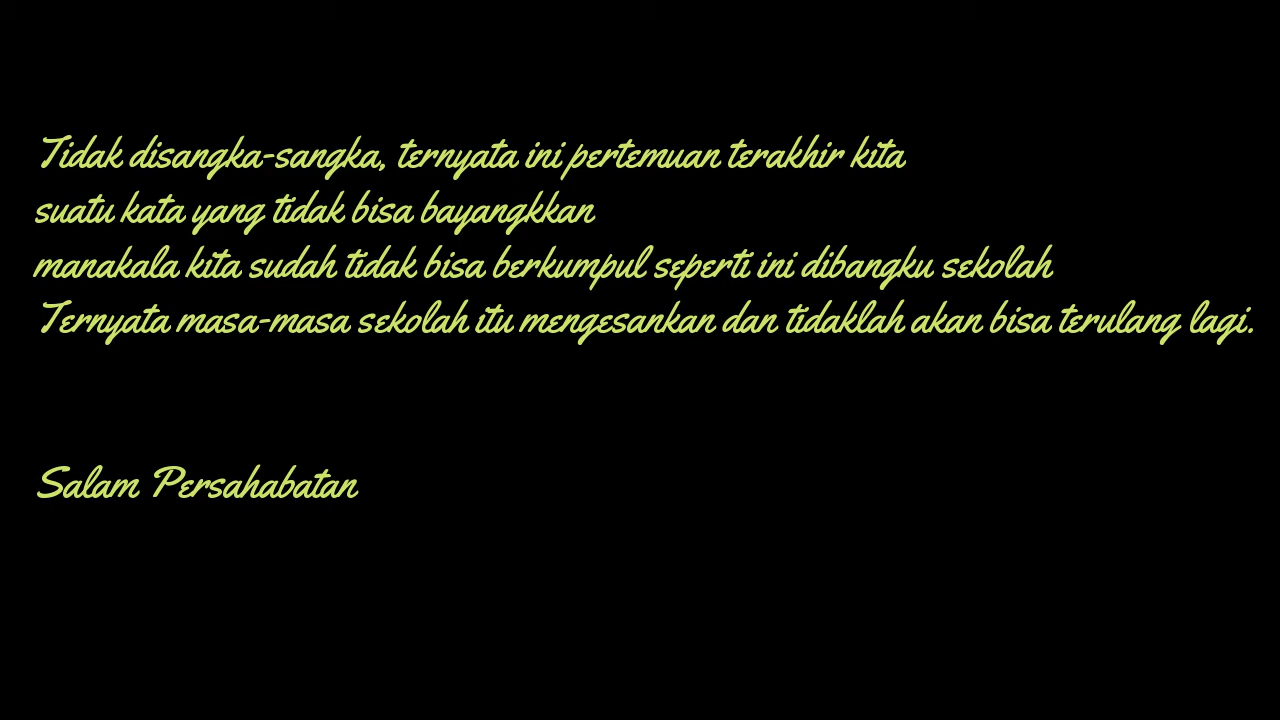 Tidak disangka-sangka, ternyata ini pertemuan terakhir kita
suatu kata yang tidak bisa bayangkkan
manakala kita sudah tidak bisa berkumpul seperti ini dibangku sekolah
Ternyata masa-masa sekolah itu mengesankan dan tidaklah akan bisa terulang lagi.
Salam Persahabatan